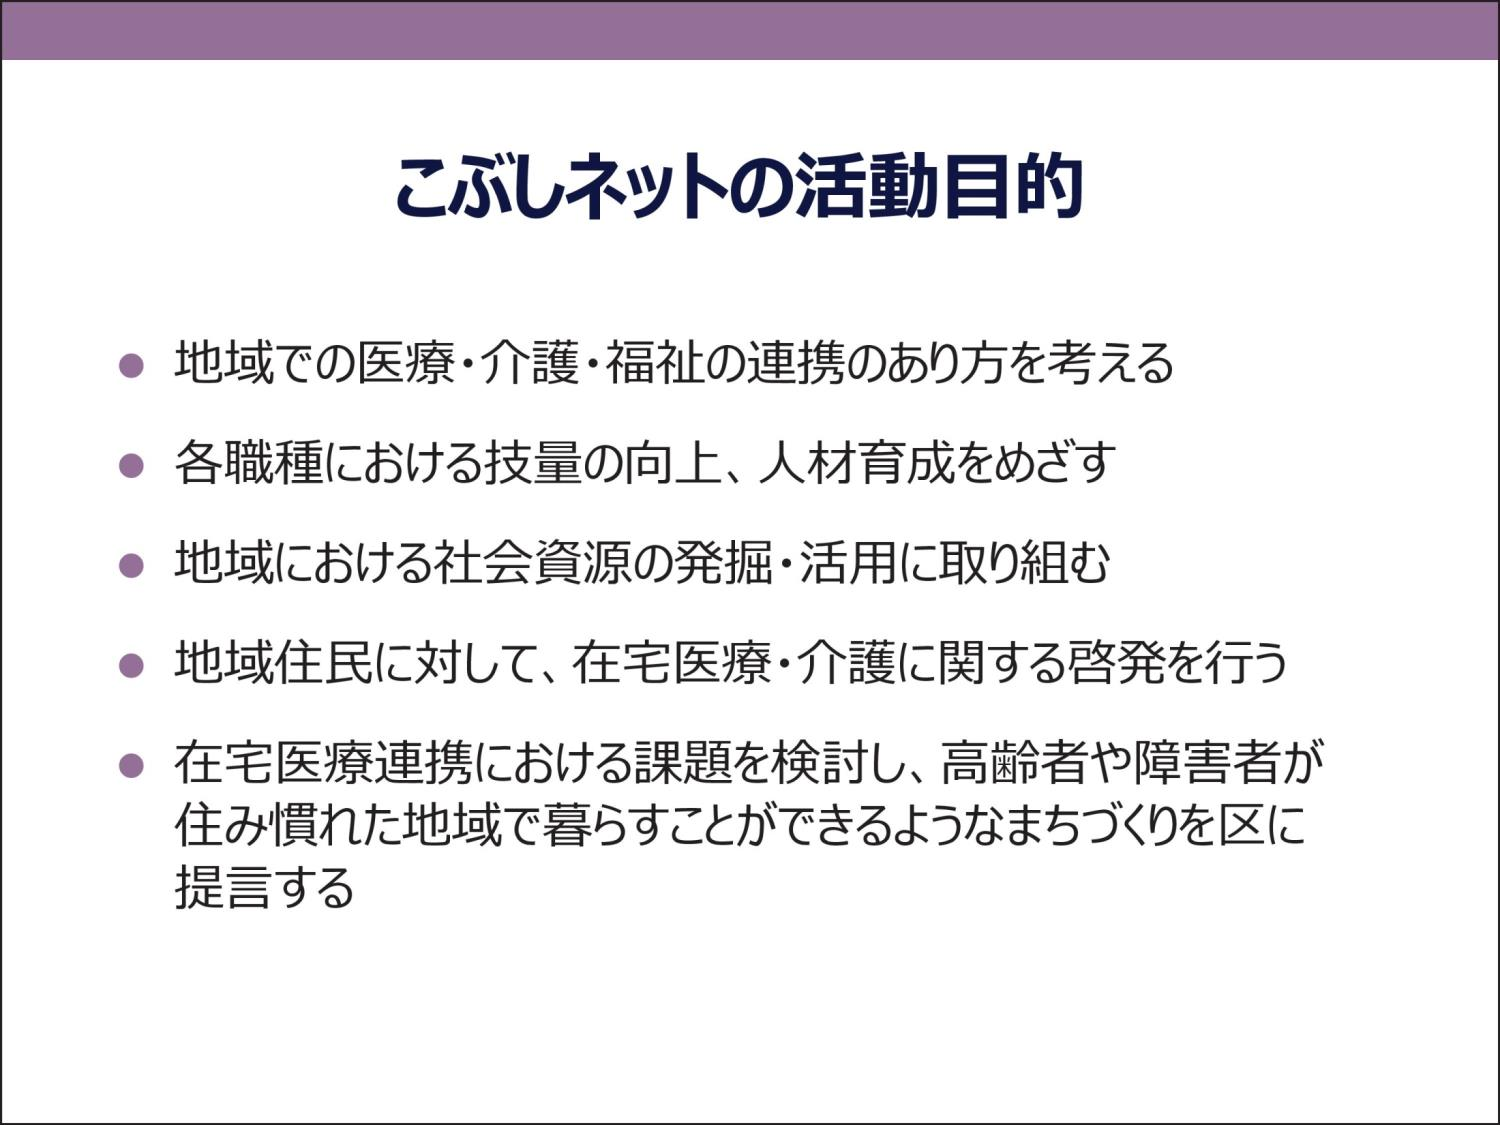 こぶしネットの活動目的
● 地域での医療・介護・福祉の連携のあり方を考える
● 各職種における技量の向上、人材育成をめざす
● 地域における社会資源の発掘・活用に取り組む
● 地域住民に対して、在宅医療・介護に関する啓発を行う
● 在宅医療連携における課題を検討し、高齢者や障害者が
住み慣れた地域で暮らすことができるようなまちづくりを区に
提言する